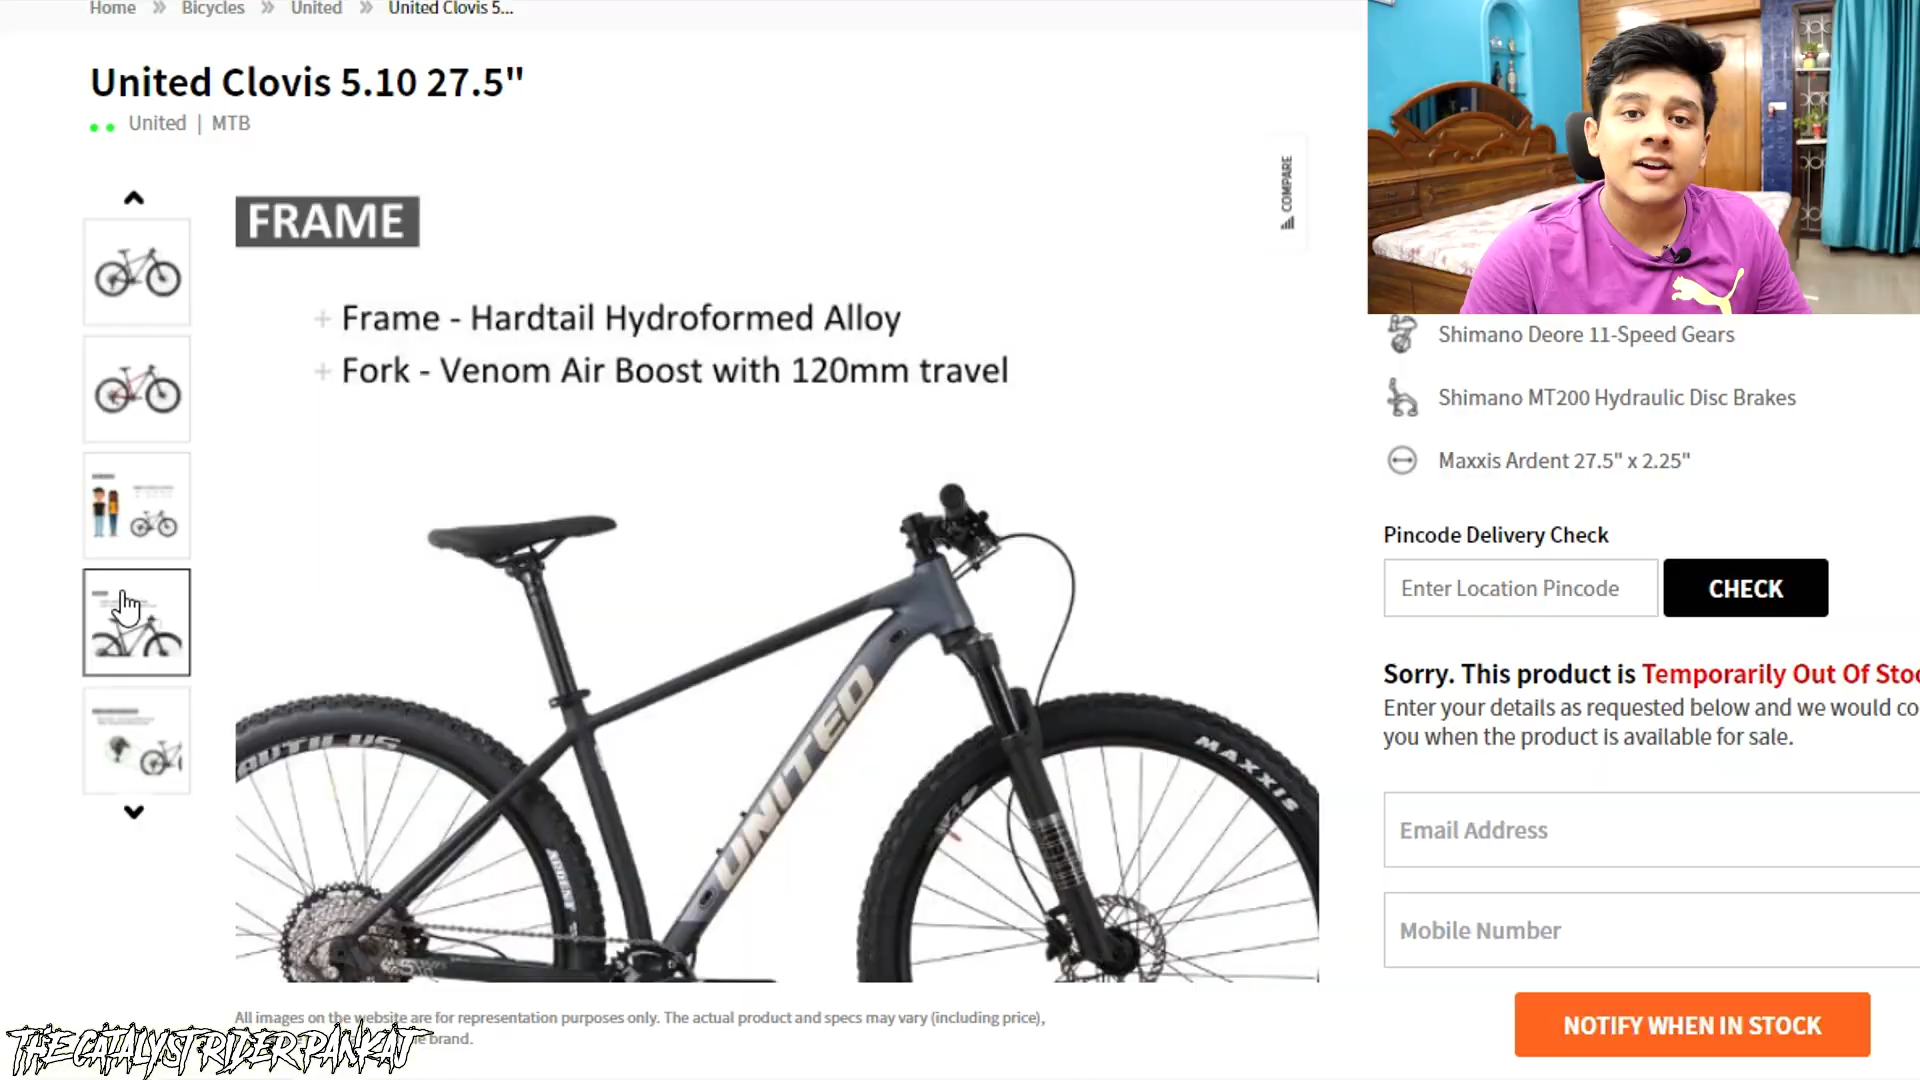 Home » Bicycles » United » United Clovis 5...
United Clovis 5.10 27.5"
United | MTB
COMPARE
FRAME
+ Frame - Hardtail Hydroformed Alloy
+ Fork - Venom Air Boost with 120mm travel
UNITED
MAXXIS
ARDENT
Shimano Deore 11-Speed Gears
Shimano MT200 Hydraulic Disc Brakes
Maxxis Ardent 27.5" x 2.25"
Pincode Delivery Check
Enter Location Pincode
CHECK
Sorry. This product is Temporarily Out Of Stoc
Enter your details as requested below and we would co
you when the product is available for sale.
Email Address
Mobile Number
NOTIFY WHEN IN STOCK
All images on the website are for representation purposes only. The actual product and specs may vary (including price),
brand.
THE CATALYST RIDER PANKAJ